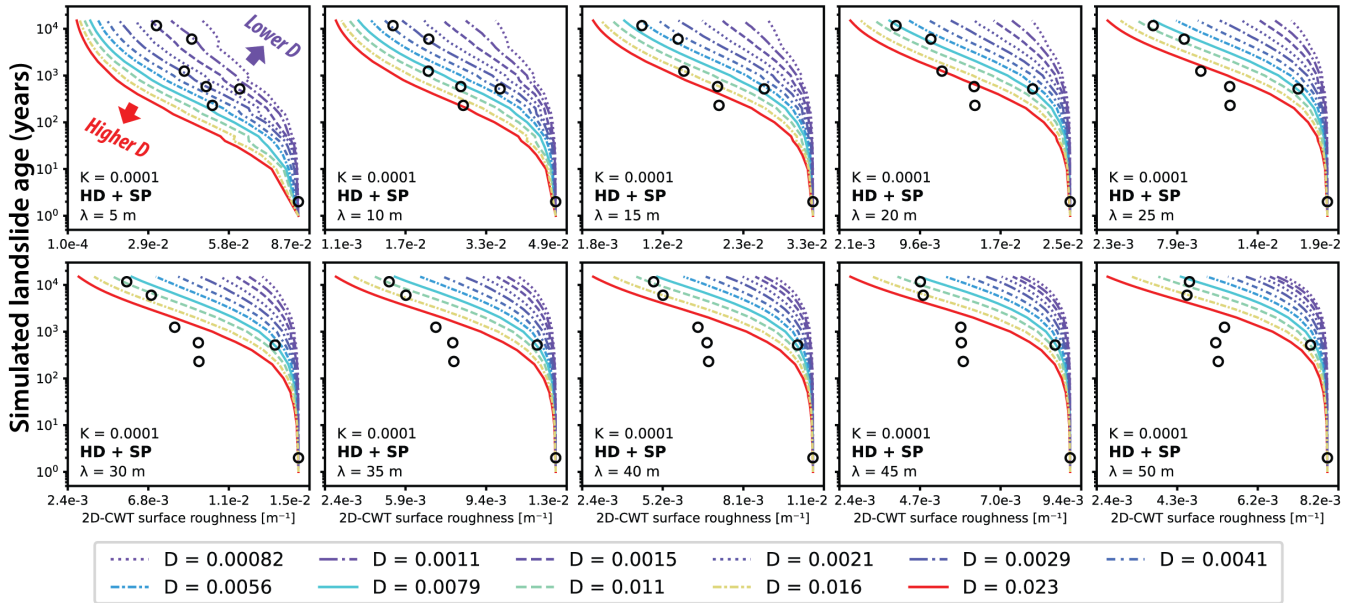 Simulated landslide age (years)
10⁴
10³
10²
10¹
10⁰
Lower D
Higher D
K = 0.0001
HD + SP
λ = 5 m
1.0e-4 2.9e-2 5.8e-2 8.7e-2
K = 0.0001
HD + SP
λ = 10 m
1.1e-3 1.7e-2 3.3e-2 4.9e-2
K = 0.0001
HD + SP
λ = 15 m
1.8e-3 1.2e-2 2.3e-2 3.3e-2
K = 0.0001
HD + SP
λ = 20 m
2.1e-3 9.6e-3 1.7e-2 2.5e-2
K = 0.0001
HD + SP
λ = 25 m
2.3e-3 7.9e-3 1.4e-2 1.9e-2
10⁴
10³
10²
10¹
10⁰
K = 0.0001
HD + SP
λ = 30 m
2.4e-3 6.8e-3 1.1e-2 1.5e-2
2D-CWT surface roughness [m⁻¹]
K = 0.0001
HD + SP
λ = 35 m
2.4e-3 5.9e-3 9.4e-3 1.3e-2
2D-CWT surface roughness [m⁻¹]
K = 0.0001
HD + SP
λ = 40 m
2.4e-3 5.2e-3 8.1e-3 1.1e-2
2D-CWT surface roughness [m⁻¹]
K = 0.0001
HD + SP
λ = 45 m
2.4e-3 4.7e-3 7.0e-3 9.4e-3
2D-CWT surface roughness [m⁻¹]
K = 0.0001
HD + SP
λ = 50 m
2.4e-3 4.3e-3 6.2e-3 8.2e-3
2D-CWT surface roughness [m⁻¹]
D = 0.00082 D = 0.0011 D = 0.0015 D = 0.0021 D = 0.0029 D = 0.0041
D = 0.0056 D = 0.0079 D = 0.011 D = 0.016 D = 0.023